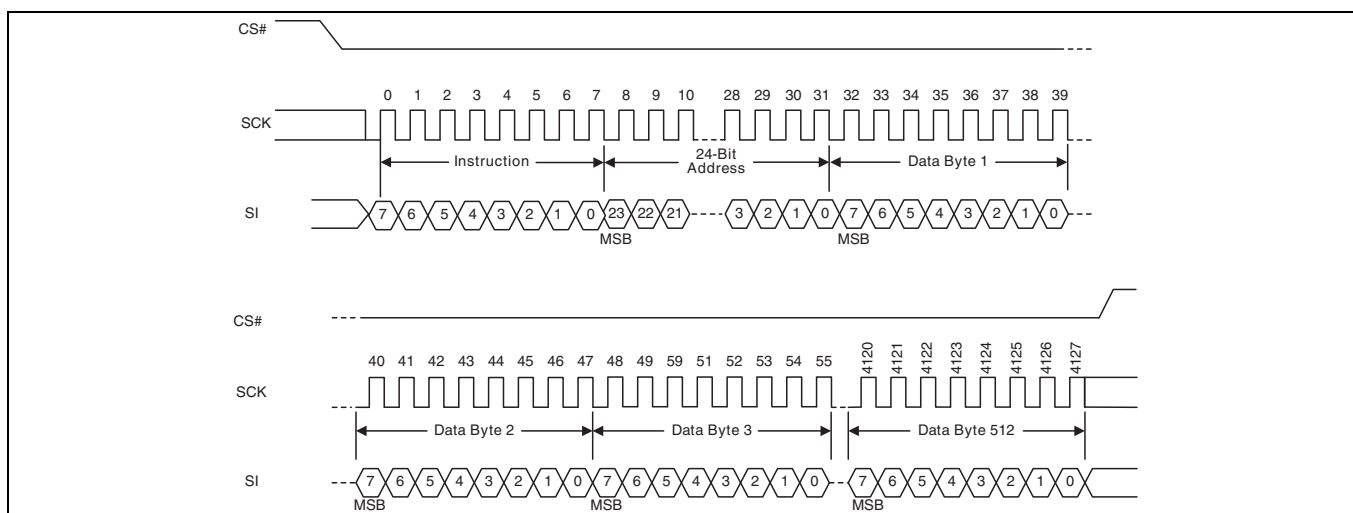 CS#
0 1 2 3 4 5 6 7 8 9 10 28 29 30 31 32 33 34 35 36 37 38 39
SCK
Instruction
24-Bit
Address
Data Byte 1
SI
7 6 5 4 3 2 1 0 23 22 21 3 2 1 0 7 6 5 4 3 2 1 0
MSB MSB
CS#
40 41 42 43 44 45 46 47 48 49 59 51 52 53 54 55 4120 4121 4122 4123 4124 4125 4126 4127
SCK
Data Byte 2 Data Byte 3 Data Byte 512
SI
7 6 5 4 3 2 1 0 7 6 5 4 3 2 1 0 7 6 5 4 3 2 1 0
MSB MSB MSB